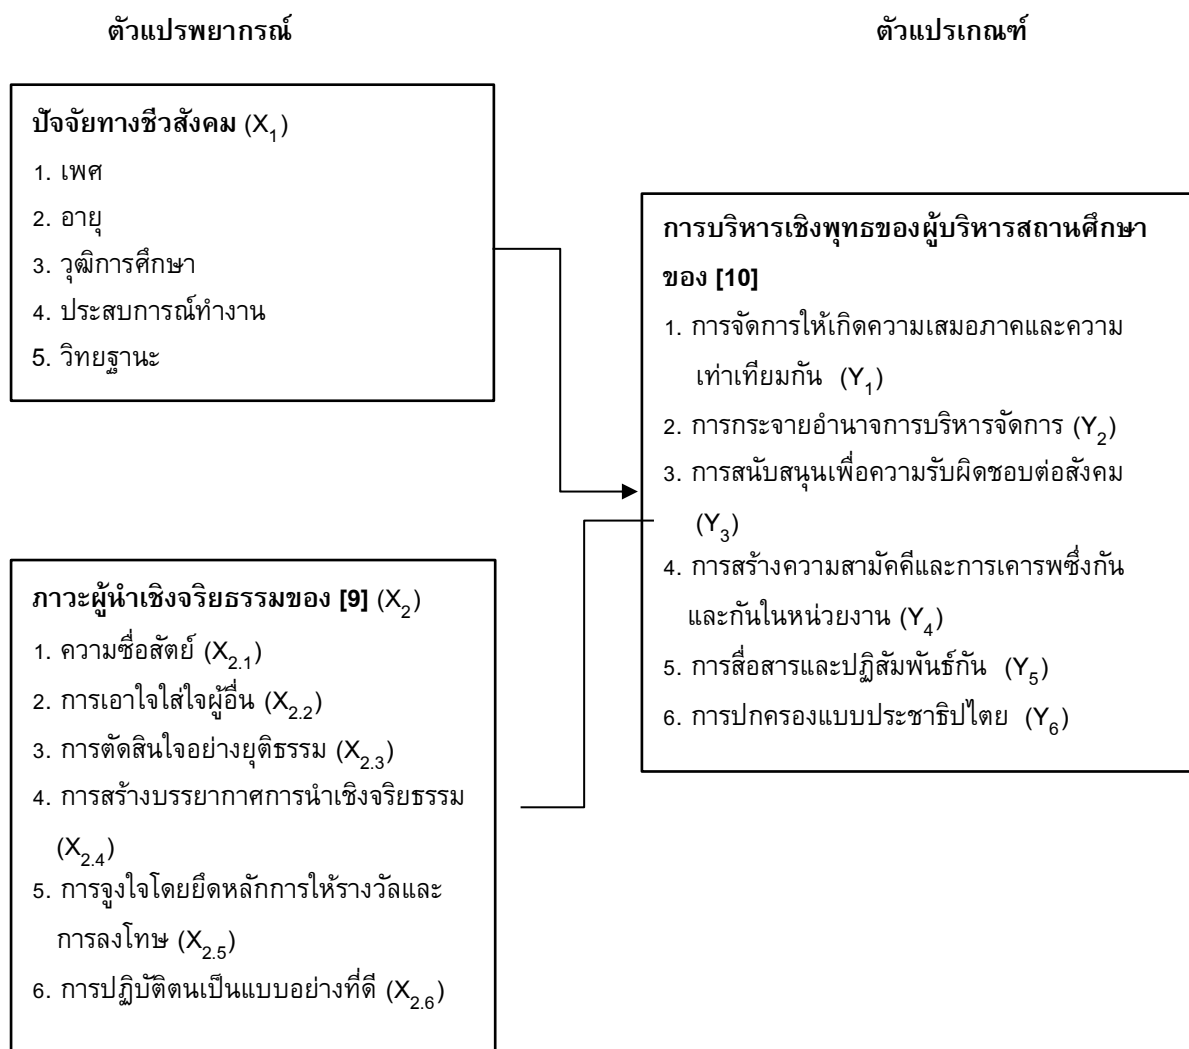 ตัวแปรพยากรณ์
ตัวแปรเกณฑ์
ปัจจัยทางชีวสังคม (X1)
1. เพศ
2. อายุ
3. วุฒิการศึกษา
4. ประสบการณ์ทำงาน
5. วิทยฐานะ
การบริหารเชิงพุทธของผู้บริหารสถานศึกษา
ของ [10]
1. การจัดการให้เกิดความเสมอภาคและความ
เท่าเทียมกัน (Y1)
2. การกระจายอำนาจการบริหารจัดการ (Y2)
3. การสนับสนุนเพื่อความรับผิดชอบต่อสังคม
(Y3)
4. การสร้างความสามัคคีและการเคารพซึ่งกัน
และกันในหน่วยงาน (Y4)
5. การสื่อสารและปฏิสัมพันธ์กัน (Y5)
6. การปกครองแบบประชาธิปไตย (Y6)
ภาวะผู้นำเชิงจริยธรรมของ [9] (X2)
1. ความซื่อสัตย์ (X2.1)
2. การเอาใจใส่ใจผู้อื่น (X2.2)
3. การตัดสินใจอย่างยุติธรรม (X2.3)
4. การสร้างบรรยากาศการนำเชิงจริยธรรม
(X2.4)
5. การจูงใจโดยยึดหลักการให้รางวัลและ
การลงโทษ (X2.5)
6. การปฏิบัติตนเป็นแบบอย่างที่ดี (X2.6)